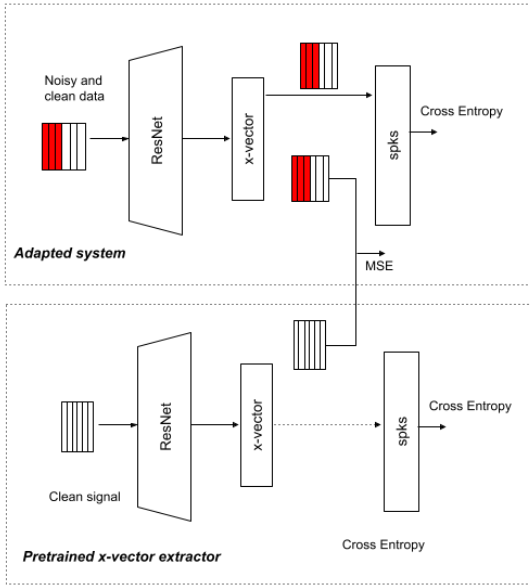 Noisy and
clean data
ResNet
x-vector
spks
Cross Entropy
MSE
Adapted system
Clean signal
ResNet
x-vector
spks
Cross Entropy
Cross Entropy
Pretrained x-vector extractor